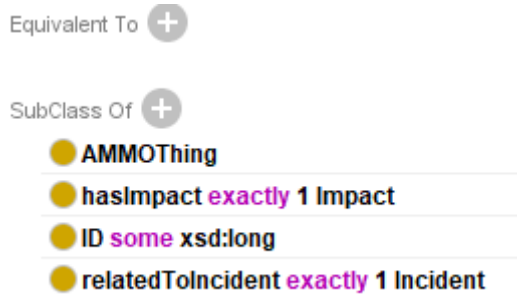 Equivalent To
SubClass Of
AMMOThing
hasImpact exactly 1 Impact
ID some xsd:long
relatedToIncident exactly 1 Incident